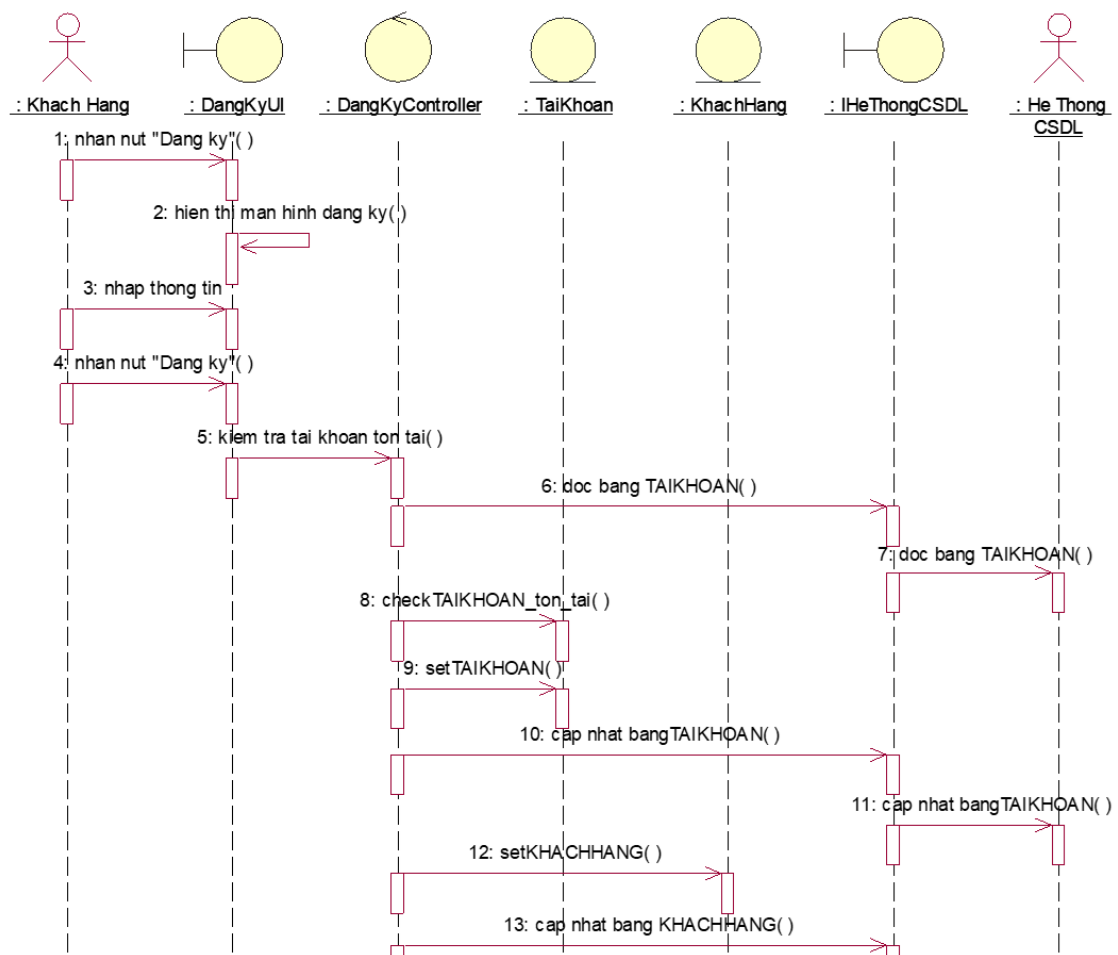 : Khach Hang
: DangKyUI
: DangKyController
: TaiKhoan
: KhachHang
: IHeThongCSDL
: He Thong
CSDL
1: nhan nut "Dang ky"( )
2: hien thi man hinh dang ky( )
3: nhap thong tin
4: nhan nut "Dang ky"( )
5: kiem tra tai khoan ton tai( )
6: doc bang TAIKHOAN( )
7: doc bang TAIKHOAN( )
8: checkTAIKHOAN_ton_tai( )
9: setTAIKHOAN( )
10: cap nhat bangTAIKHOAN( )
11: cap nhat bangTAIKHOAN( )
12: setKHACHHANG( )
13: cap nhat bang KHACHHANG( )